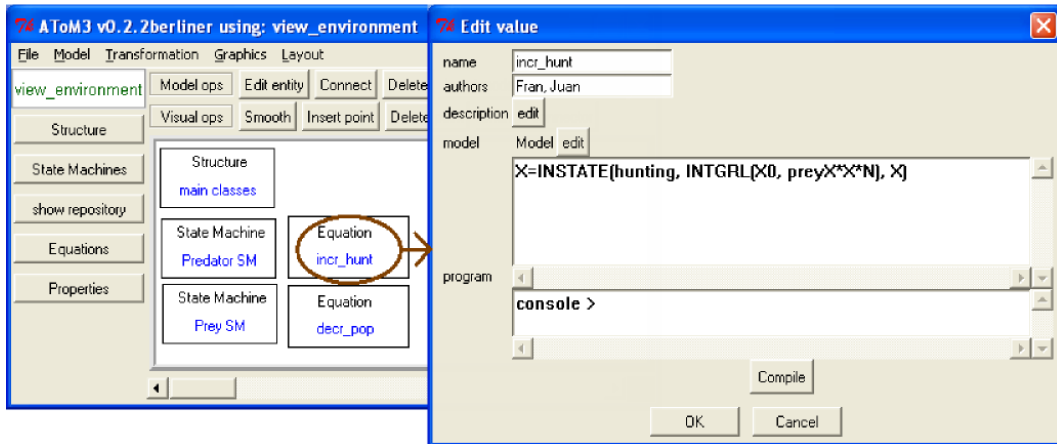 AToM3 v0.2.2berliner using: view_environment
File Model Transformation Graphics Layout
view_environment
Model ops Edit entity Connect Delete
Visual ops Smooth Insert point Delete
Structure
State Machines
show repository
Equations
Properties
Structure
main classes
State Machine
Predator SM
Equation
incr_hunt
State Machine
Prey SM
Equation
decr_pop
Edit value
name incr_hunt
authors Fran, Juan
description edit
model Model edit
X=INSTATE(hunting, INTGRL(X0, preyX*X*N), X)
program
console >
Compile
OK Cancel